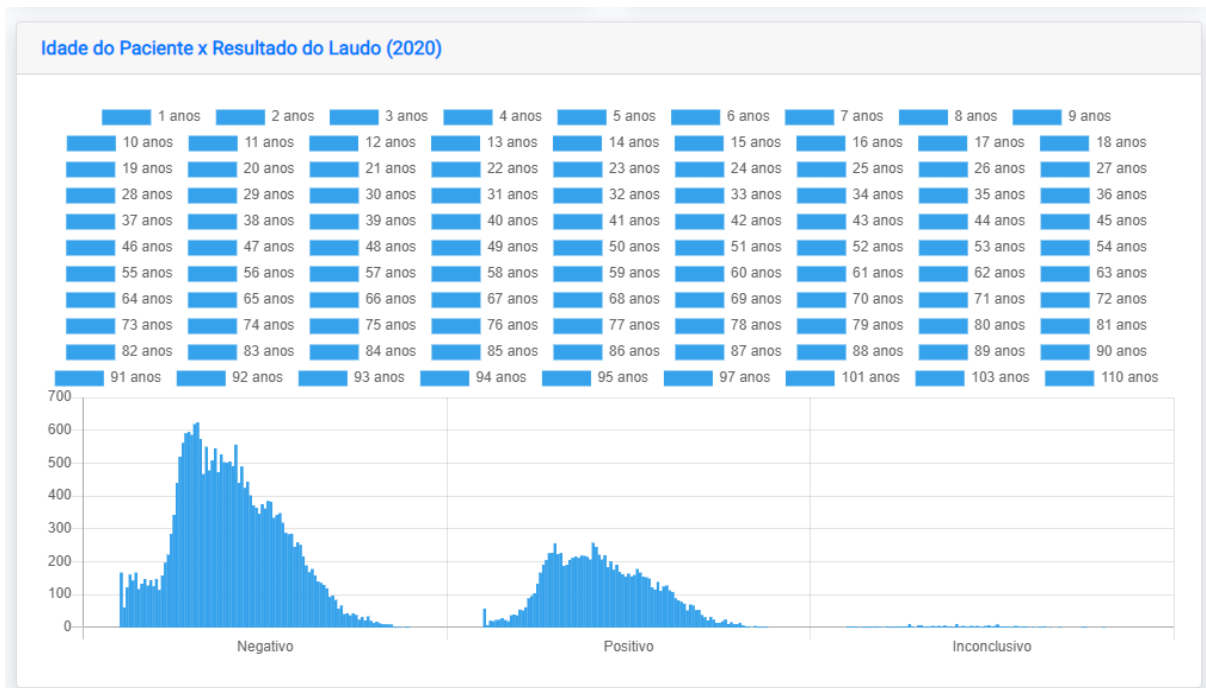 Idade do Paciente x Resultado do Laudo (2020)
1 anos 2 anos 3 anos 4 anos 5 anos 6 anos 7 anos 8 anos 9 anos
10 anos 11 anos 12 anos 13 anos 14 anos 15 anos 16 anos 17 anos 18 anos
19 anos 20 anos 21 anos 22 anos 23 anos 24 anos 25 anos 26 anos 27 anos
28 anos 29 anos 30 anos 31 anos 32 anos 33 anos 34 anos 35 anos 36 anos
37 anos 38 anos 39 anos 40 anos 41 anos 42 anos 43 anos 44 anos 45 anos
46 anos 47 anos 48 anos 49 anos 50 anos 51 anos 52 anos 53 anos 54 anos
55 anos 56 anos 57 anos 58 anos 59 anos 60 anos 61 anos 62 anos 63 anos
64 anos 65 anos 66 anos 67 anos 68 anos 69 anos 70 anos 71 anos 72 anos
73 anos 74 anos 75 anos 76 anos 77 anos 78 anos 79 anos 80 anos 81 anos
82 anos 83 anos 84 anos 85 anos 86 anos 87 anos 88 anos 89 anos 90 anos
91 anos 92 anos 93 anos 94 anos 95 anos 97 anos 101 anos 103 anos 110 anos
700
600
500
400
300
200
100
0
Negativo Positivo Inconclusivo